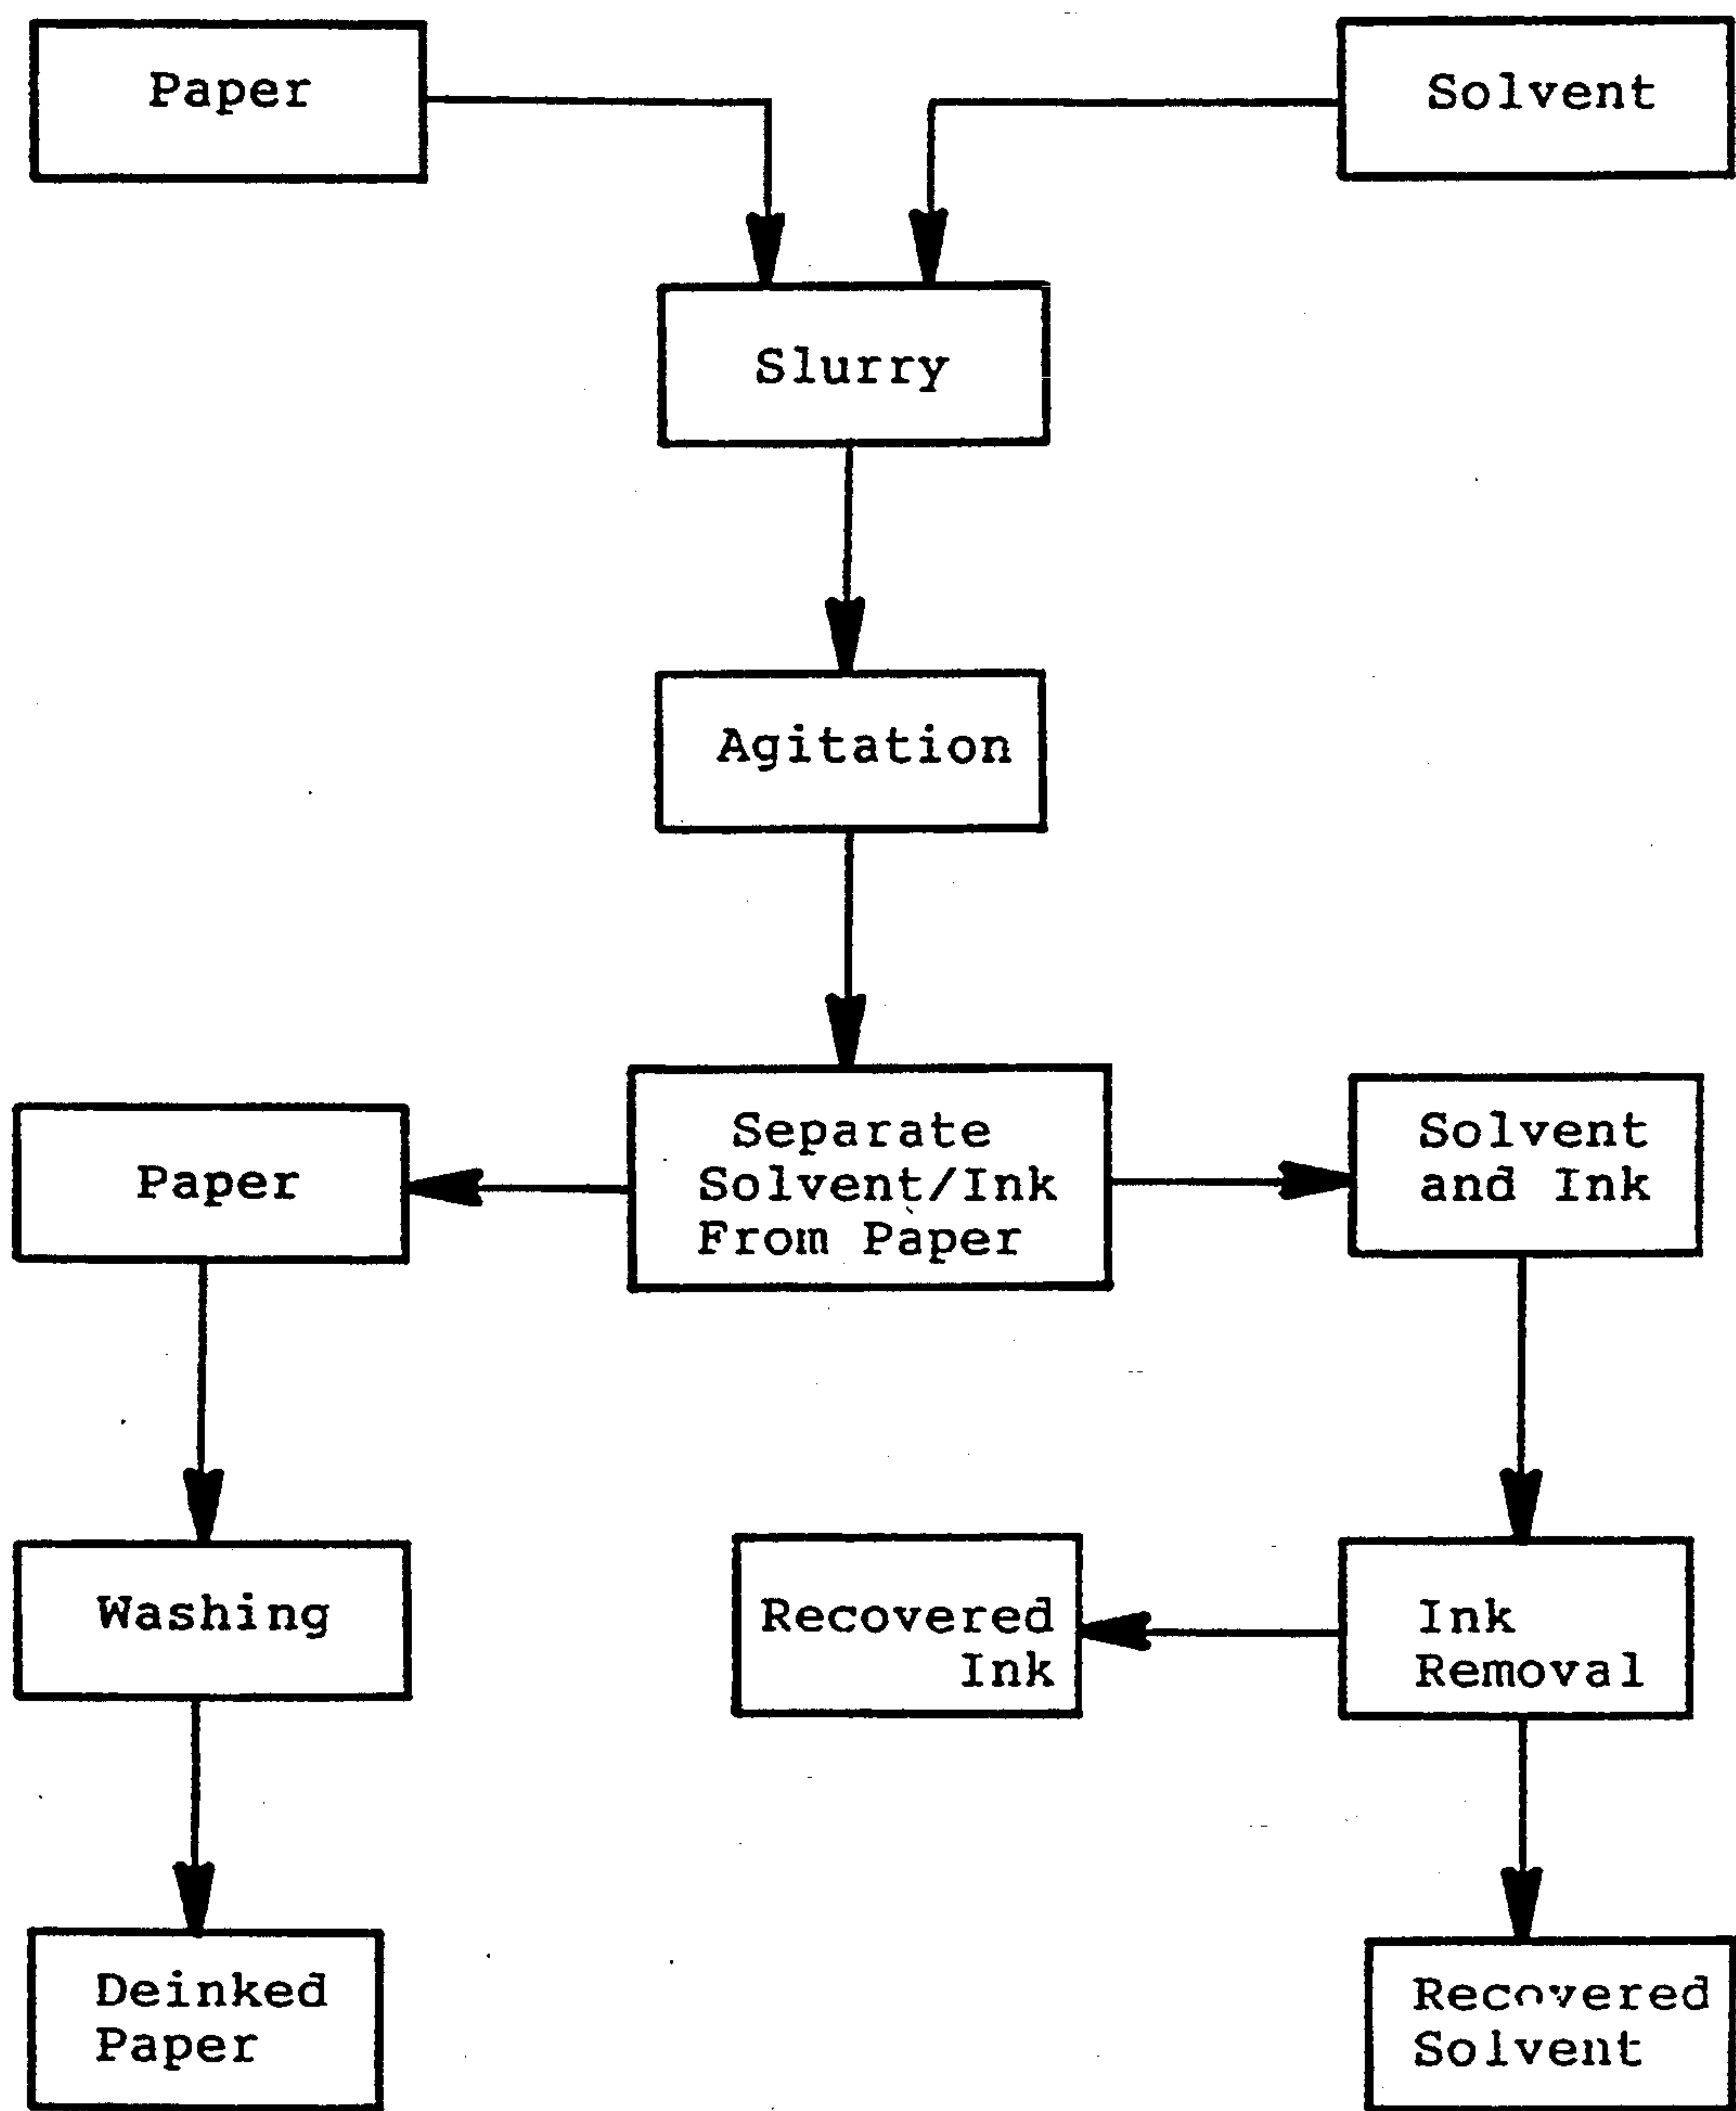 Paper
Solvent
Slurry
Agitation
Paper
Separate
Solvent/Ink
From Paper
Solvent
and Ink
Washing
Recovered
Ink
Ink
Removal
Deinked
Paper
Recovered
Solvent